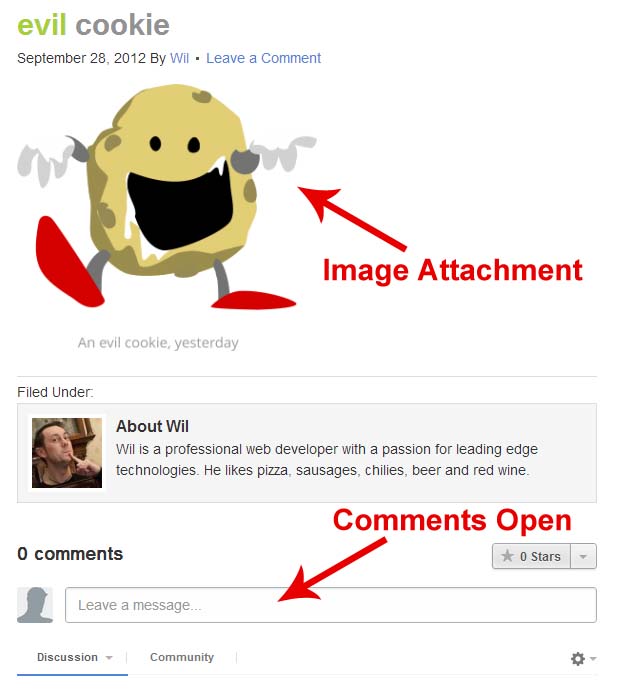 evil cookie
September 28, 2012 By Wil • Leave a Comment
Image Attachment
An evil cookie, yesterday
Filed Under:
About Wil
Wil is a professional web developer with a passion for leading edge
technologies. He likes pizza, sausages, chilies, beer and red wine.
Comments Open
0 comments
0 Stars
Leave a message...
Discussion
Community